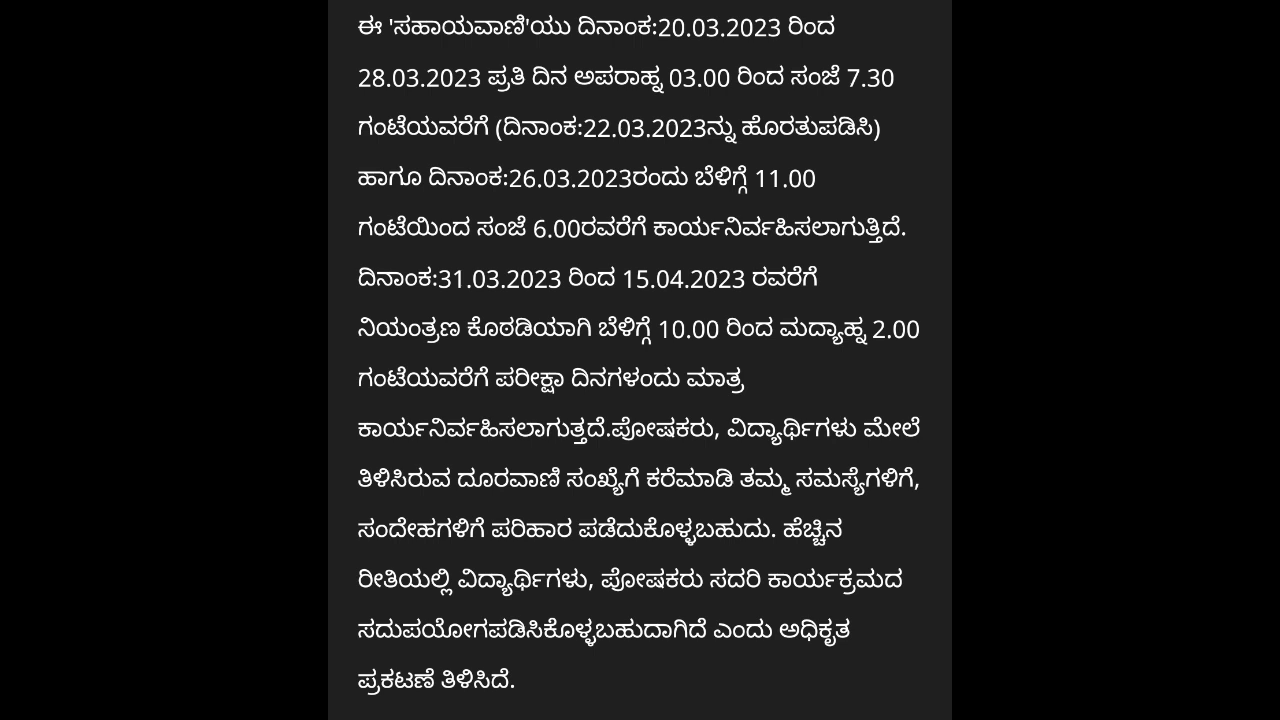 ಈ 'ಸಹಾಯವಾಣಿ'ಯು ದಿನಾಂಕ:20.03.2023 ರಿಂದ
28.03.2023 ಪ್ರತಿ ದಿನ ಅಪರಾಹ್ನ 03.00 ರಿಂದ ಸಂಜೆ 7.30
ಗಂಟೆಯವರೆಗೆ (ದಿನಾಂಕ:22.03.2023ನ್ನು ಹೊರತುಪಡಿಸಿ)
ಹಾಗೂ ದಿನಾಂಕ:26.03.2023ರಂದು ಬೆಳಿಗ್ಗೆ 11.00
ಗಂಟೆಯಿಂದ ಸಂಜೆ 6.00ರವರೆಗೆ ಕಾರ್ಯನಿರ್ವಹಿಸಲಾಗುತ್ತಿದೆ.
ದಿನಾಂಕ:31.03.2023 ರಿಂದ 15.04.2023 ರವರೆಗೆ
ನಿಯಂತ್ರಣ ಕೊಠಡಿಯಾಗಿ ಬೆಳಿಗ್ಗೆ 10.00 ರಿಂದ ಮದ್ಯಾಹ್ನ 2.00
ಗಂಟೆಯವರೆಗೆ ಪರೀಕ್ಷಾ ದಿನಗಳಂದು ಮಾತ್ರ
ಕಾರ್ಯನಿರ್ವಹಿಸಲಾಗುತ್ತದೆ.ಪೋಷಕರು, ವಿದ್ಯಾರ್ಥಿಗಳು ಮೇಲೆ
ತಿಳಿಸಿರುವ ದೂರವಾಣಿ ಸಂಖ್ಯೆಗೆ ಕರೆಮಾಡಿ ತಮ್ಮ ಸಮಸ್ಯೆಗಳಿಗೆ,
ಸಂದೇಹಗಳಿಗೆ ಪರಿಹಾರ ಪಡೆದುಕೊಳ್ಳಬಹುದು. ಹೆಚ್ಚಿನ
ರೀತಿಯಲ್ಲಿ ವಿದ್ಯಾರ್ಥಿಗಳು, ಪೋಷಕರು ಸದರಿ ಕಾರ್ಯಕ್ರಮದ
ಸದುಪಯೋಗಪಡಿಸಿಕೊಳ್ಳಬಹುದಾಗಿದೆ ಎಂದು ಅಧಿಕೃತ
ಪ್ರಕಟಣೆ ತಿಳಿಸಿದೆ.